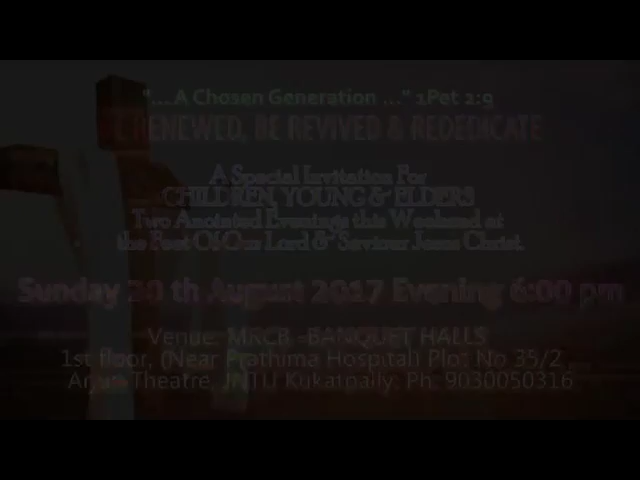 "...A Chosen Generation ..." 1Pet 2:9
RENEWED, BE REVIVED & REDEDICATE
A Special Invitation For
CHILDREN, YOUNG & ELDERS
Two Anointed Evenings this Weekend at
the Feet Of Our Lord & Saviour Jesus Christ.
Sunday th August 2017 Evening 6:00 pm
Venue: BANQUET HALLS
1st floor, (Near Prathima Hospital) Plot No 35/2 ,
Arjun Theatre, JNTU Kukatpally. Ph: 9030050316